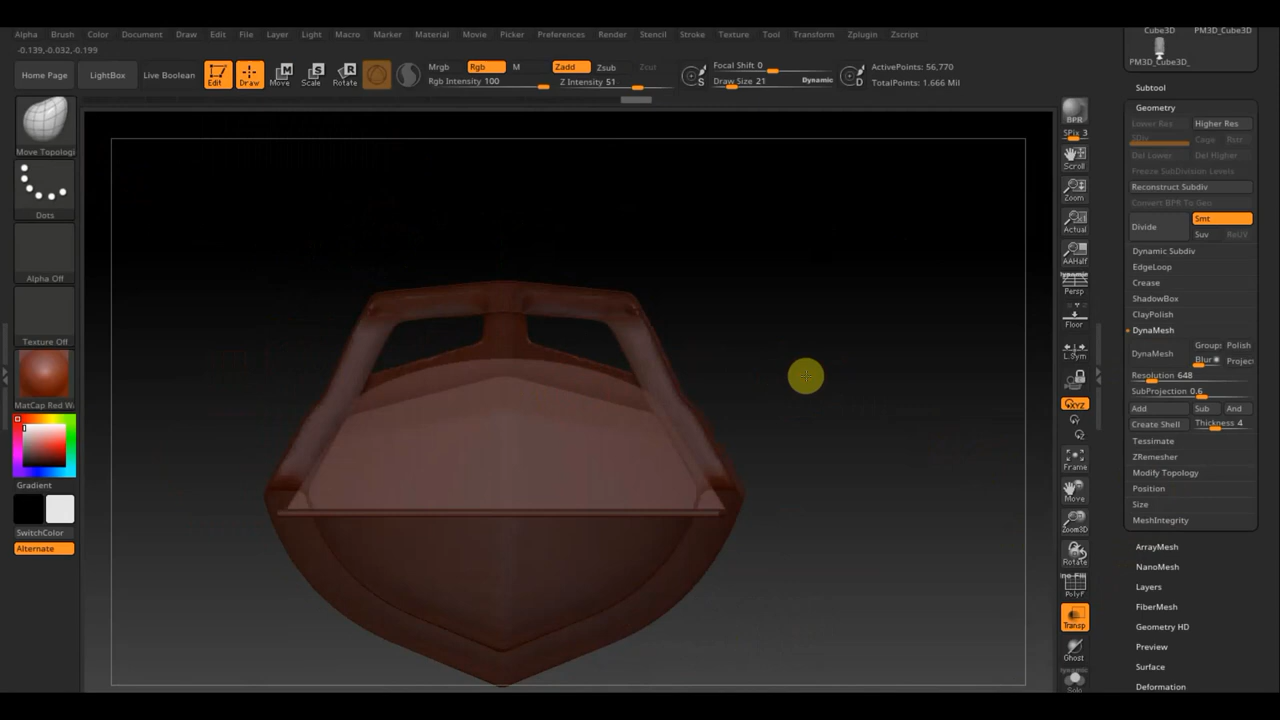 Cube3D PM3D_Cube3D
Alpha Brush Color Document Draw Edit File Layer Light Macro Marker Material Movie Picker Preferences Render Stencil Stroke Texture Tool Transform Zplugin Zscript
-0.139,-0.032,-0.199
PM3D_Cube3D_
Home Page LightBox Live Boolean Edit Draw Move Scale Rotate
Mrgb Rgb M Zadd Zsub Zcut
Rgb Intensity 100 Z Intensity 51
S Focal Shift 0
Draw Size 21 Dynamic
D ActivePoints: 56,770
TotalPoints: 1.666 Mil
Move Topologi
Dots
Alpha Off
Texture Off
MatCap Red Wa
Gradient
SwitchColor
Alternate
BPR
SPix 3
Scroll
Zoom
Actual
AAHalf
Dynamic
Persp
Floor
L.Sym
XYZ
Y
Z
Frame
Move
Zoom3D
Rotate
PolyF
Transp
Ghost
Dynamic
Solo
Subtool
Geometry
Lower Res Higher Res
SDiv Cage Rstr
Del Lower Del Higher
Freeze SubDivision Levels
Reconstruct Subdiv
Convert BPR To Geo
Divide Smt
Suv ReUV
Dynamic Subdiv
EdgeLoop
Crease
ShadowBox
ClayPolish
DynaMesh
DynaMesh Groups Polish
Blur Project
Resolution 648
SubProjection 0.6
Add Sub And
Create Shell Thickness 4
Tessimate
ZRemesher
Modify Topology
Position
Size
MeshIntegrity
ArrayMesh
NanoMesh
Layers
FiberMesh
Geometry HD
Preview
Surface
Deformation